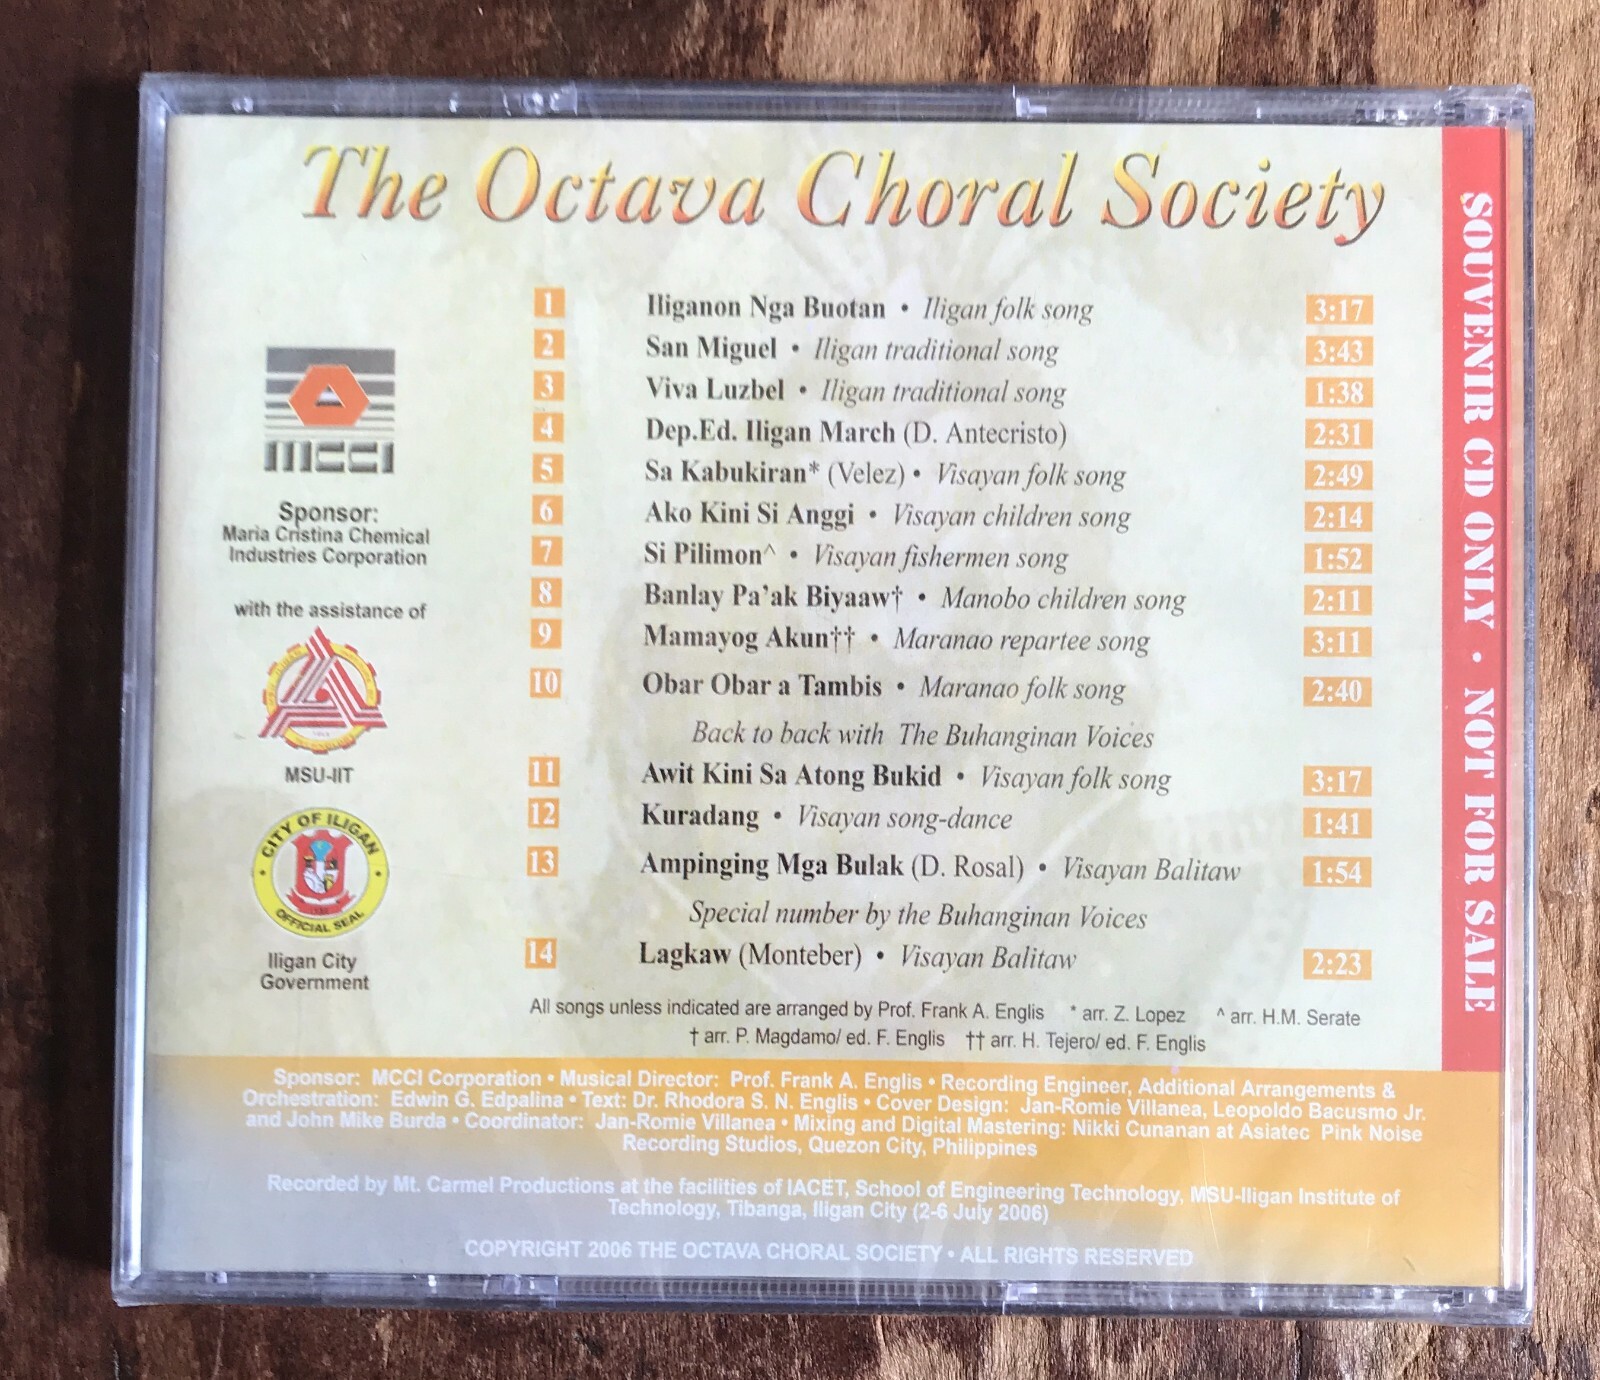 The Octava Choral Society
1 Iliganon Nga Buotan • Iligan folk song 3:17
2 San Miguel • Iligan traditional song 3:43
3 Viva Luzbel • Iligan traditional song 1:38
4 Dep.Ed. Iligan March (D. Antecristo) 2:31
5 Sa Kabukiran* (Velez) • Visayan folk song 2:49
6 Ako Kini Si Anggi • Visayan children song 2:14
7 Si Pilimon^ • Visayan fishermen song 1:52
8 Banlay Pa'ak Biyaaw† • Manobo children song 2:11
9 Mamayog Akun†† • Maranao repartee song 3:11
10 Obar Obar a Tambis • Maranao folk song 2:40
Back to back with The Buhanginan Voices
11 Awit Kini Sa Atong Bukid • Visayan folk song 3:17
12 Kuradang • Visayan song-dance 1:41
13 Ampinging Mga Bulak (D. Rosal) • Visayan Balitaw 1:54
Special number by the Buhanginan Voices
14 Lagkaw (Monteber) • Visayan Balitaw 2:23
All songs unless indicated are arranged by Prof. Frank A. Englis * arr. Z. Lopez ^ arr. H.M. Serate
† arr. P. Magdamo/ ed. F. Englis †† arr. H. Tejero/ ed. F. Englis
MCCI
Sponsor:
Maria Cristina Chemical
Industries Corporation
with the assistance of
MSU-IIT
CITY OF ILIGAN
OFFICIAL SEAL
Iligan City
Government
SOUVENIR CD ONLY • NOT FOR SALE
Sponsor: MCCI Corporation • Musical Director: Prof. Frank A. Englis • Recording Engineer, Additional Arrangements &
Orchestration: Edwin G. Edpalina • Text: Dr. Rhodora S. N. Englis • Cover Design: Jan-Romie Villanea, Leopoldo Bacusmo Jr.
and John Mike Burda • Coordinator: Jan-Romie Villanea • Mixing and Digital Mastering: Nikki Cunanan at Asiatec Pink Noise
Recording Studios, Quezon City, Philippines
Recorded by Mt. Carmel Productions at the facilities of IACET, School of Engineering Technology, MSU-Iligan Institute of
Technology, Tibanga, Iligan City (2-6 July 2006)
COPYRIGHT 2006 THE OCTAVA CHORAL SOCIETY • ALL RIGHTS RESERVED